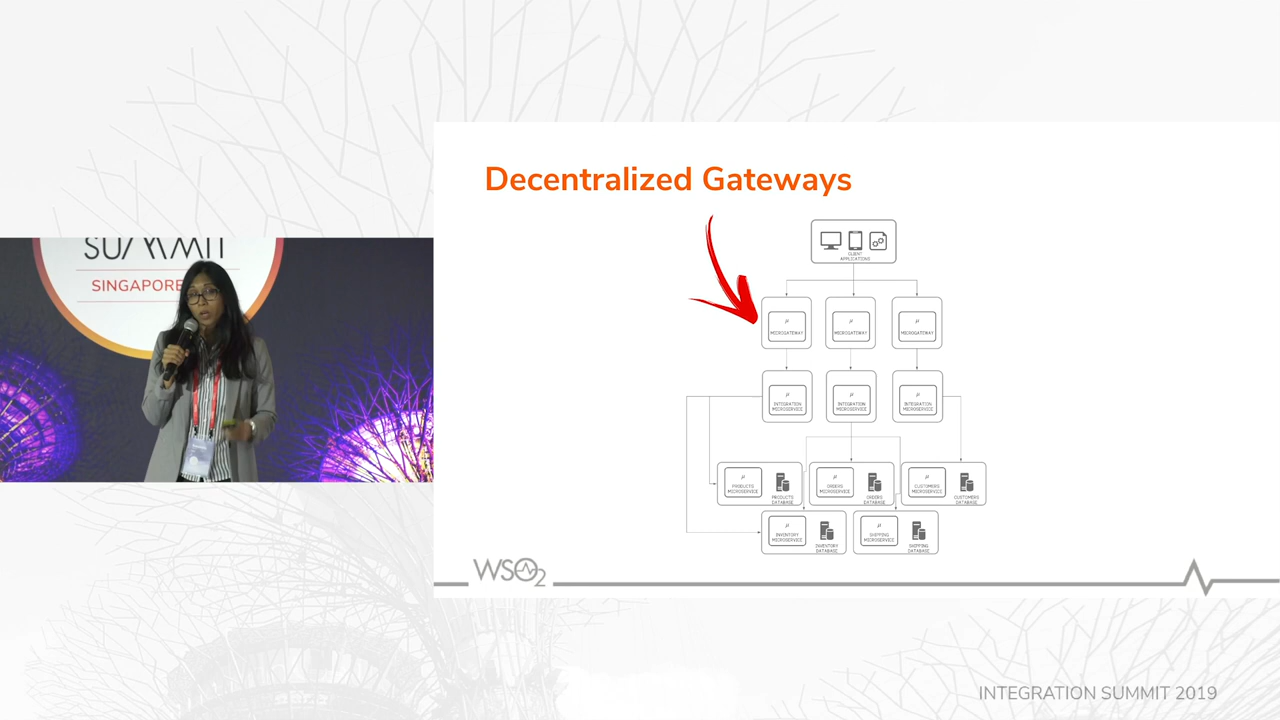 SUMMIT
SINGAPORE
Decentralized Gateways
CLIENT
APPLICATIONS
μ
MICROGATEWAY
μ
MICROGATEWAY
μ
MICROGATEWAY
μ
INTEGRATION
MICROSERVICE
μ
INTEGRATION
MICROSERVICE
μ
INTEGRATION
MICROSERVICE
μ
PRODUCTS
MICROSERVICE
PRODUCTS
DATABASE
μ
ORDERS
MICROSERVICE
ORDERS
DATABASE
μ
CUSTOMERS
MICROSERVICE
CUSTOMERS
DATABASE
μ
INVENTORY
MICROSERVICE
INVENTORY
DATABASE
μ
SHIPPING
MICROSERVICE
SHIPPING
DATABASE
WSO2
INTEGRATION SUMMIT 2019